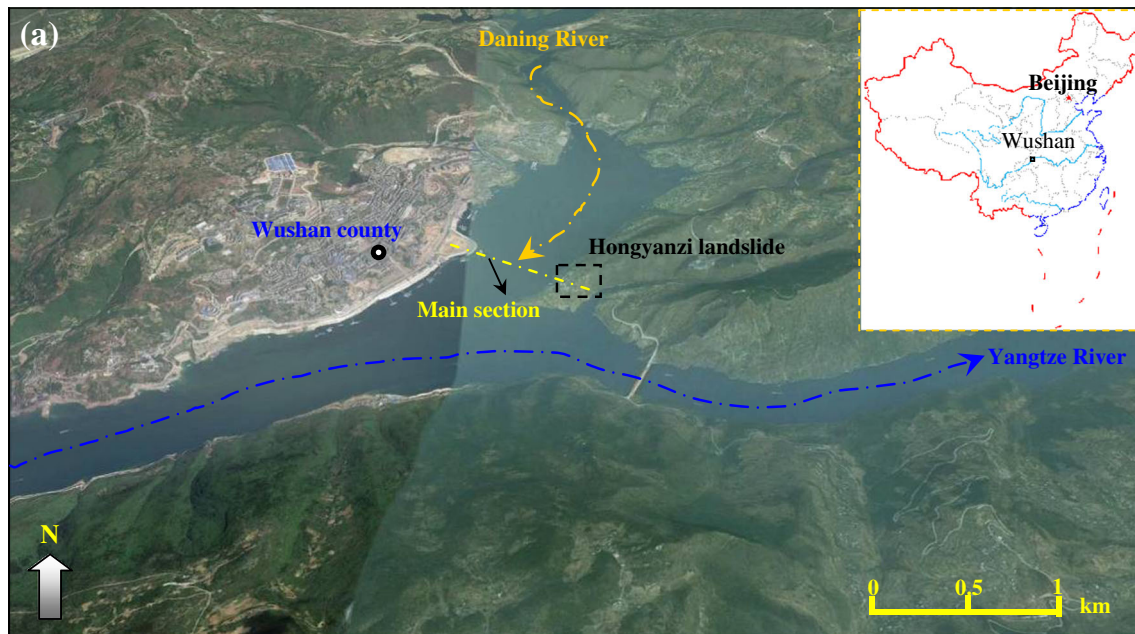 (a)
Daning River
Beijing
Wushan
Wushan county
Hongyanzi landslide
Main section
Yangtze River
N
0 0.5 1
km